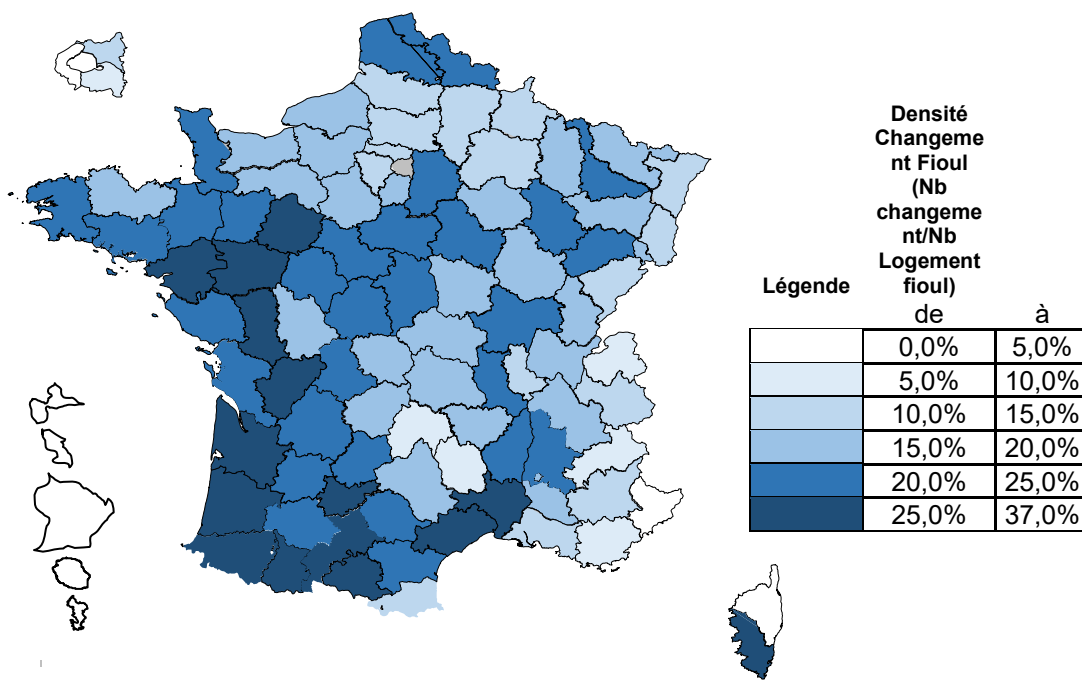 Densité
Changeme
nt Fioul
(Nb
changeme
nt/Nb
Logement
fioul)
Légende
de à
0,0% 5,0%
5,0% 10,0%
10,0% 15,0%
15,0% 20,0%
20,0% 25,0%
25,0% 37,0%